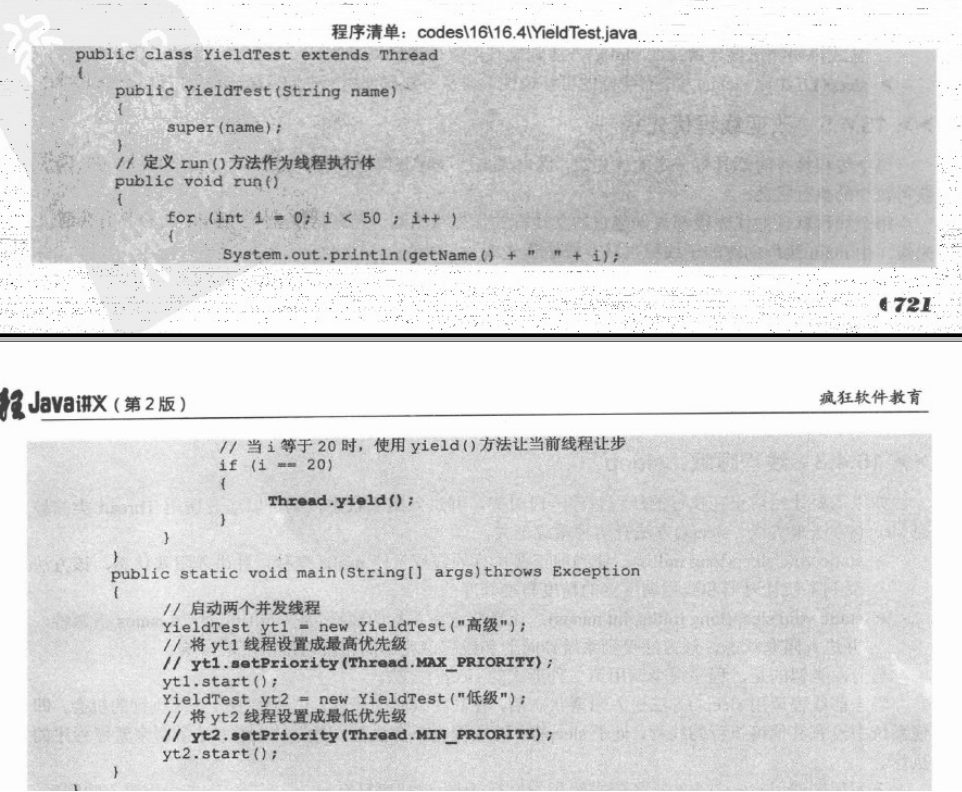 程序清单：codes\16\16.4\YieldTest.java
public class YieldTest extends Thread
{
public YieldTest(String name)
{
super(name);
}
// 定义 run()方法作为线程执行体
public void run()
{
for (int i = 0; i < 50 ; i++ )
{
System.out.println(getName() + "  " + i);
721
Java讲义（第2版）
疯狂软件教育
// 当 i 等于 20 时，使用 yield()方法让当前线程让步
if (i == 20)
{
Thread.yield();
}
}
}
public static void main(String[] args)throws Exception
{
// 启动两个并发线程
YieldTest yt1 = new YieldTest("高级");
// 将 yt1 线程设置成最高优先级
// yt1.setPriority(Thread.MAX_PRIORITY);
yt1.start();
YieldTest yt2 = new YieldTest("低级");
// 将 yt2 线程设置成最低优先级
// yt2.setPriority(Thread.MIN_PRIORITY);
yt2.start();
}
}